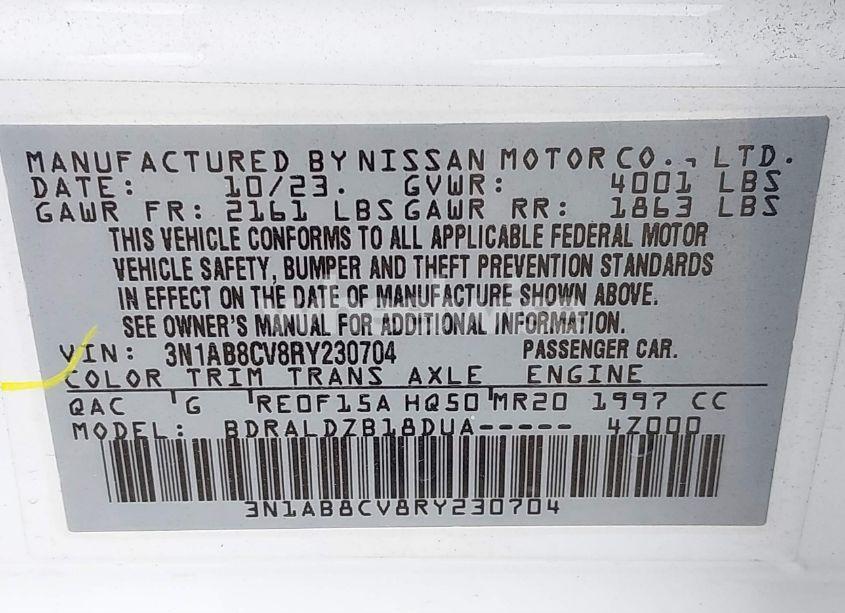 MANUFACTURED BY NISSAN MOTOR CO., LTD.
DATE: 10/23. GVWR: 4001 LBS
GAWR FR: 2161 LBS GAWR RR: 1863 LBS
THIS VEHICLE CONFORMS TO ALL APPLICABLE FEDERAL MOTOR
VEHICLE SAFETY, BUMPER AND THEFT PREVENTION STANDARDS
IN EFFECT ON THE DATE OF MANUFACTURE SHOWN ABOVE.
SEE OWNER'S MANUAL FOR ADDITIONAL INFORMATION.
VIN: 3N1AB8CV8RY230704 PASSENGER CAR.
COLOR TRIM TRANS AXLE ENGINE
QAC G RE0F15A HQ50 MR20 1997 CC
MODEL: BDRALDZB18DUA----- 4Z000
3N1AB8CV8RY230704